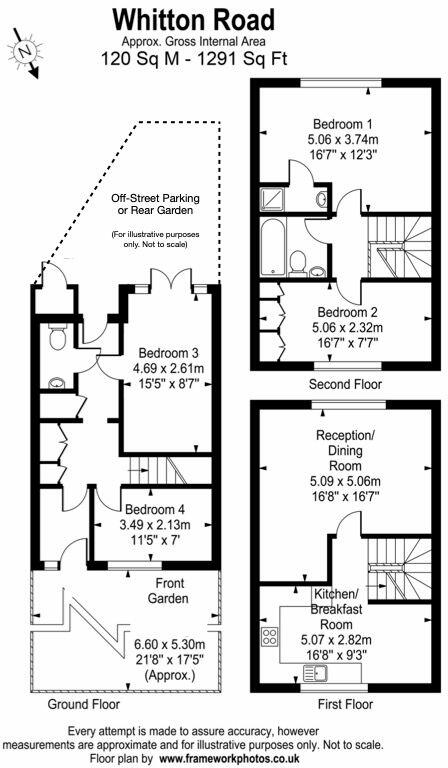 Whitton Road
Approx. Gross Internal Area
120 Sq M - 1291 Sq Ft
N
Off-Street Parking
or Rear Garden
(For illustrative purposes
only. Not to scale)
Bedroom 3
4.69 x 2.61m
15'5" x 8'7"
Bedroom 4
3.49 x 2.13m
11'5" x 7'
Front
Garden
6.60 x 5.30m
21'8" x 17'5"
(Approx.)
Ground Floor
Bedroom 1
5.06 x 3.74m
16'7" x 12'3"
Bedroom 2
5.06 x 2.32m
16'7" x 7'7"
Second Floor
Reception/
Dining
Room
5.09 x 5.06m
16'8" x 16'7"
Kitchen/
Breakfast
Room
5.07 x 2.82m
16'8" x 9'3"
First Floor
Every attempt is made to assure accuracy, however
measurements are approximate and for illustrative purposes only. Not to scale.
Floor plan by www.frameworkphotos.co.uk